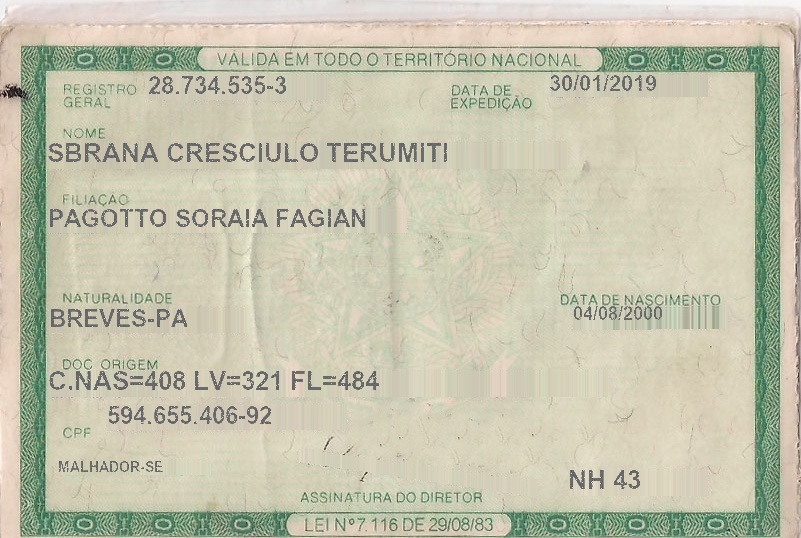 VÁLIDA EM TODO O TERRITÓRIO NACIONAL
REGISTRO GERAL 28.734.535-3 DATA DE EXPEDIÇÃO 30/01/2019
NOME
SBRANA CRESCIULO TERUMITI
FILIAÇÃO
PAGOTTO SORAIA FAGIAN
NATURALIDADE DATA DE NASCIMENTO
BREVES-PA 04/08/2000
DOC ORIGEM
C.NAS=408 LV=321 FL=484
594.655.406-92
CPF
MALHADOR-SE NH 43
ASSINATURA DO DIRETOR
LEI Nº 7.116 DE 29/08/83